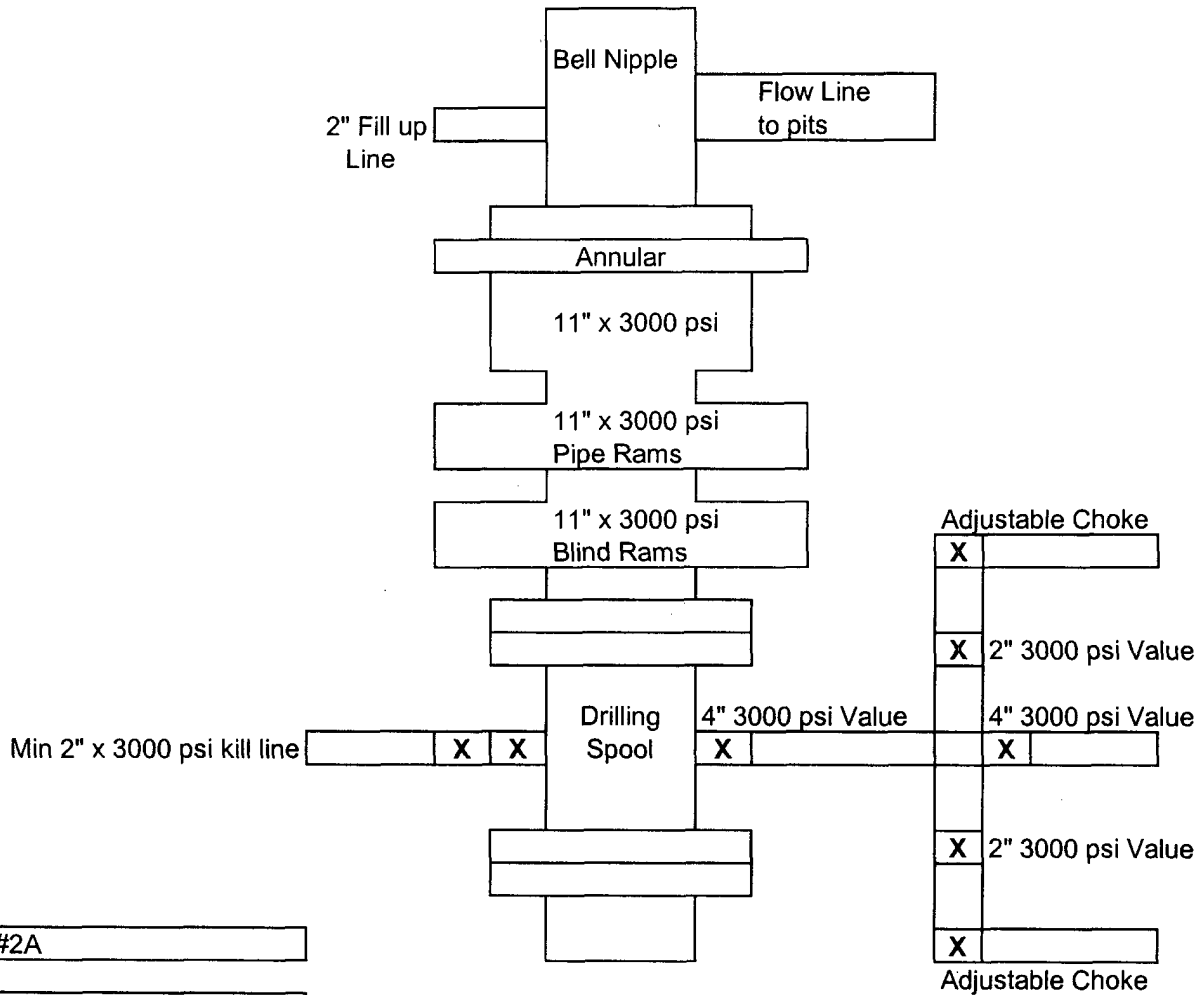 Bell Nipple
Flow Line
to pits
2" Fill up
Line
Annular
11" x 3000 psi
11" x 3000 psi
Pipe Rams
11" x 3000 psi
Blind Rams
Adjustable Choke
X
X 2" 3000 psi Value
Drilling
Spool
4" 3000 psi Value
4" 3000 psi Value
Min 2" x 3000 psi kill line
X X
X
X
X 2" 3000 psi Value
#2A
X
Adjustable Choke